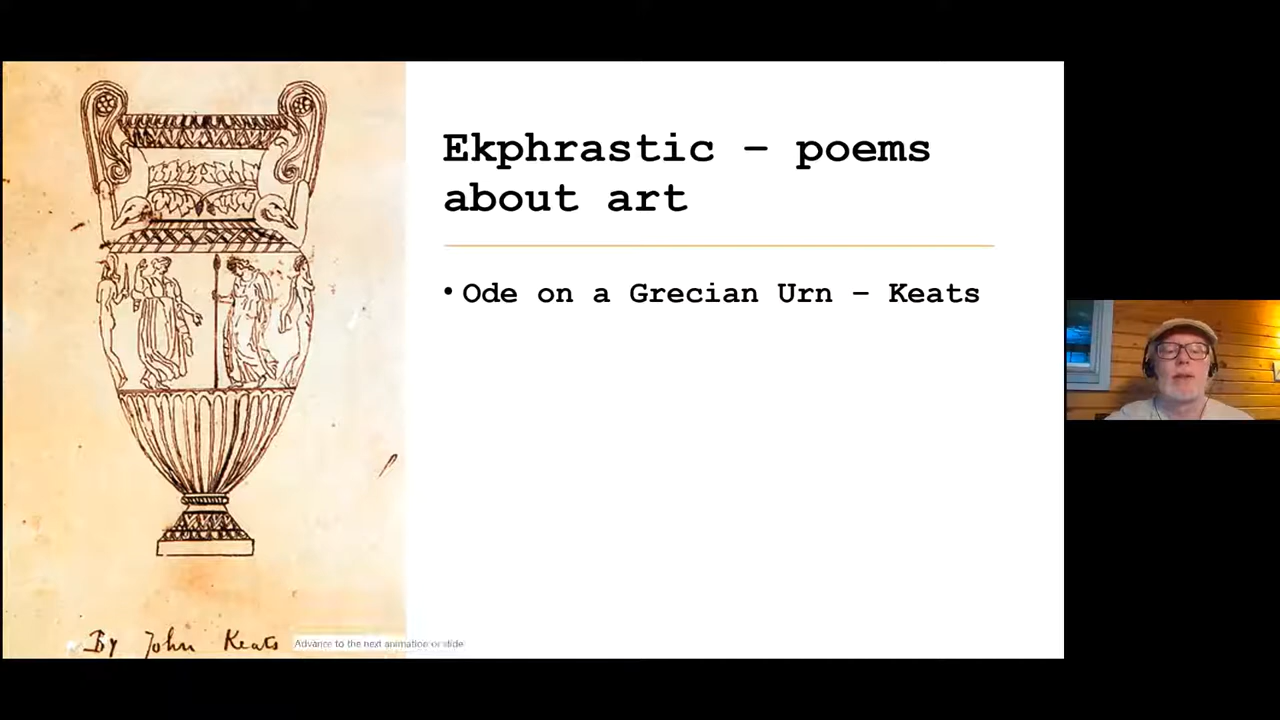 Ekphrastic – poems
about art
• Ode on a Grecian Urn – Keats
By John Keats
Advance to the next animation or slide